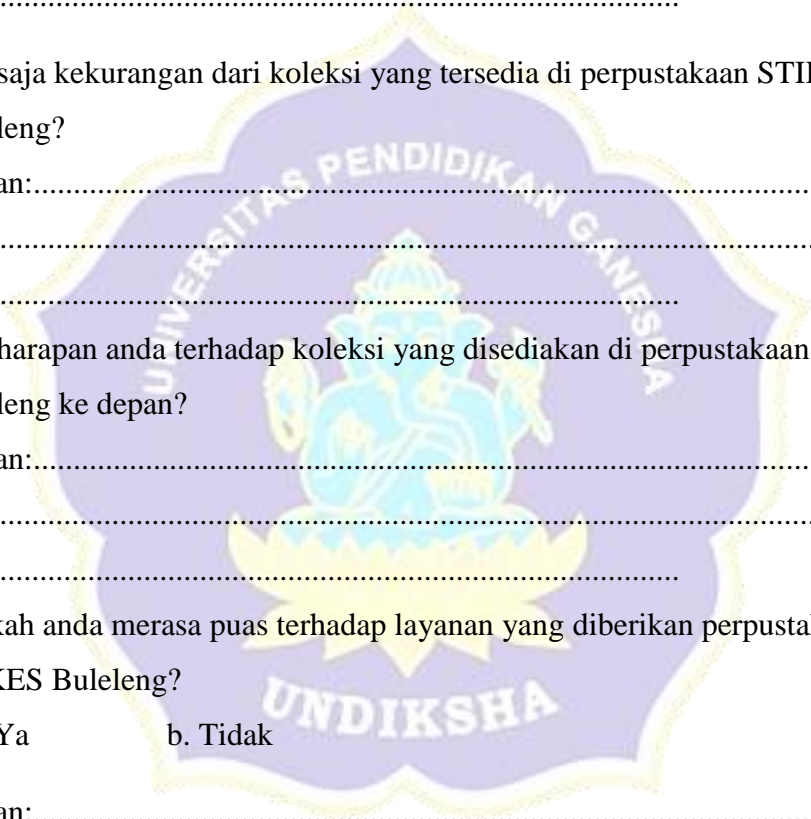 ......................................................................................
saja kekurangan dari koleksi yang tersedia di perpustakaan STI
leng?
an:.................................................................................................
......................................................................................................
......................................................................................
harapan anda terhadap koleksi yang disediakan di perpustakaan
leng ke depan?
an:.................................................................................................
......................................................................................................
......................................................................................
kah anda merasa puas terhadap layanan yang diberikan perpusta
KES Buleleng?
Ya b. Tidak
an:.................................................................................................
UNIVERSITAS PENDIDIKAN GANESHA
UNDIKSHA